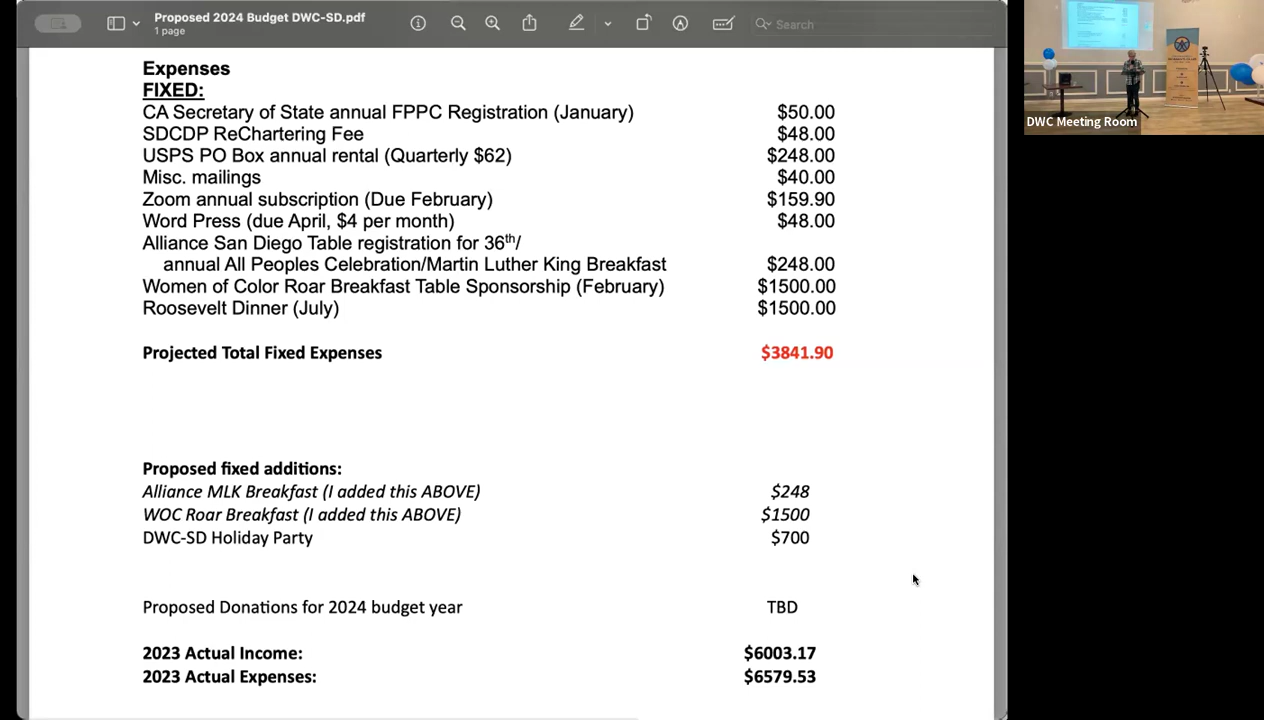 Proposed 2024 Budget DWC-SD.pdf
1 page
Search
Expenses
FIXED:
CA Secretary of State annual FPPC Registration (January) $50.00
SDCDP ReChartering Fee $48.00
USPS PO Box annual rental (Quarterly $62) $248.00
Misc. mailings $40.00
Zoom annual subscription (Due February) $159.90
Word Press (due April, $4 per month) $48.00
Alliance San Diego Table registration for 36th/
annual All Peoples Celebration/Martin Luther King Breakfast $248.00
Women of Color Roar Breakfast Table Sponsorship (February) $1500.00
Roosevelt Dinner (July) $1500.00
Projected Total Fixed Expenses $3841.90
Proposed fixed additions:
Alliance MLK Breakfast (I added this ABOVE) $248
WOC Roar Breakfast (I added this ABOVE) $1500
DWC-SD Holiday Party $700
Proposed Donations for 2024 budget year TBD
2023 Actual Income: $6003.17
2023 Actual Expenses: $6579.53
DWC Meeting Room